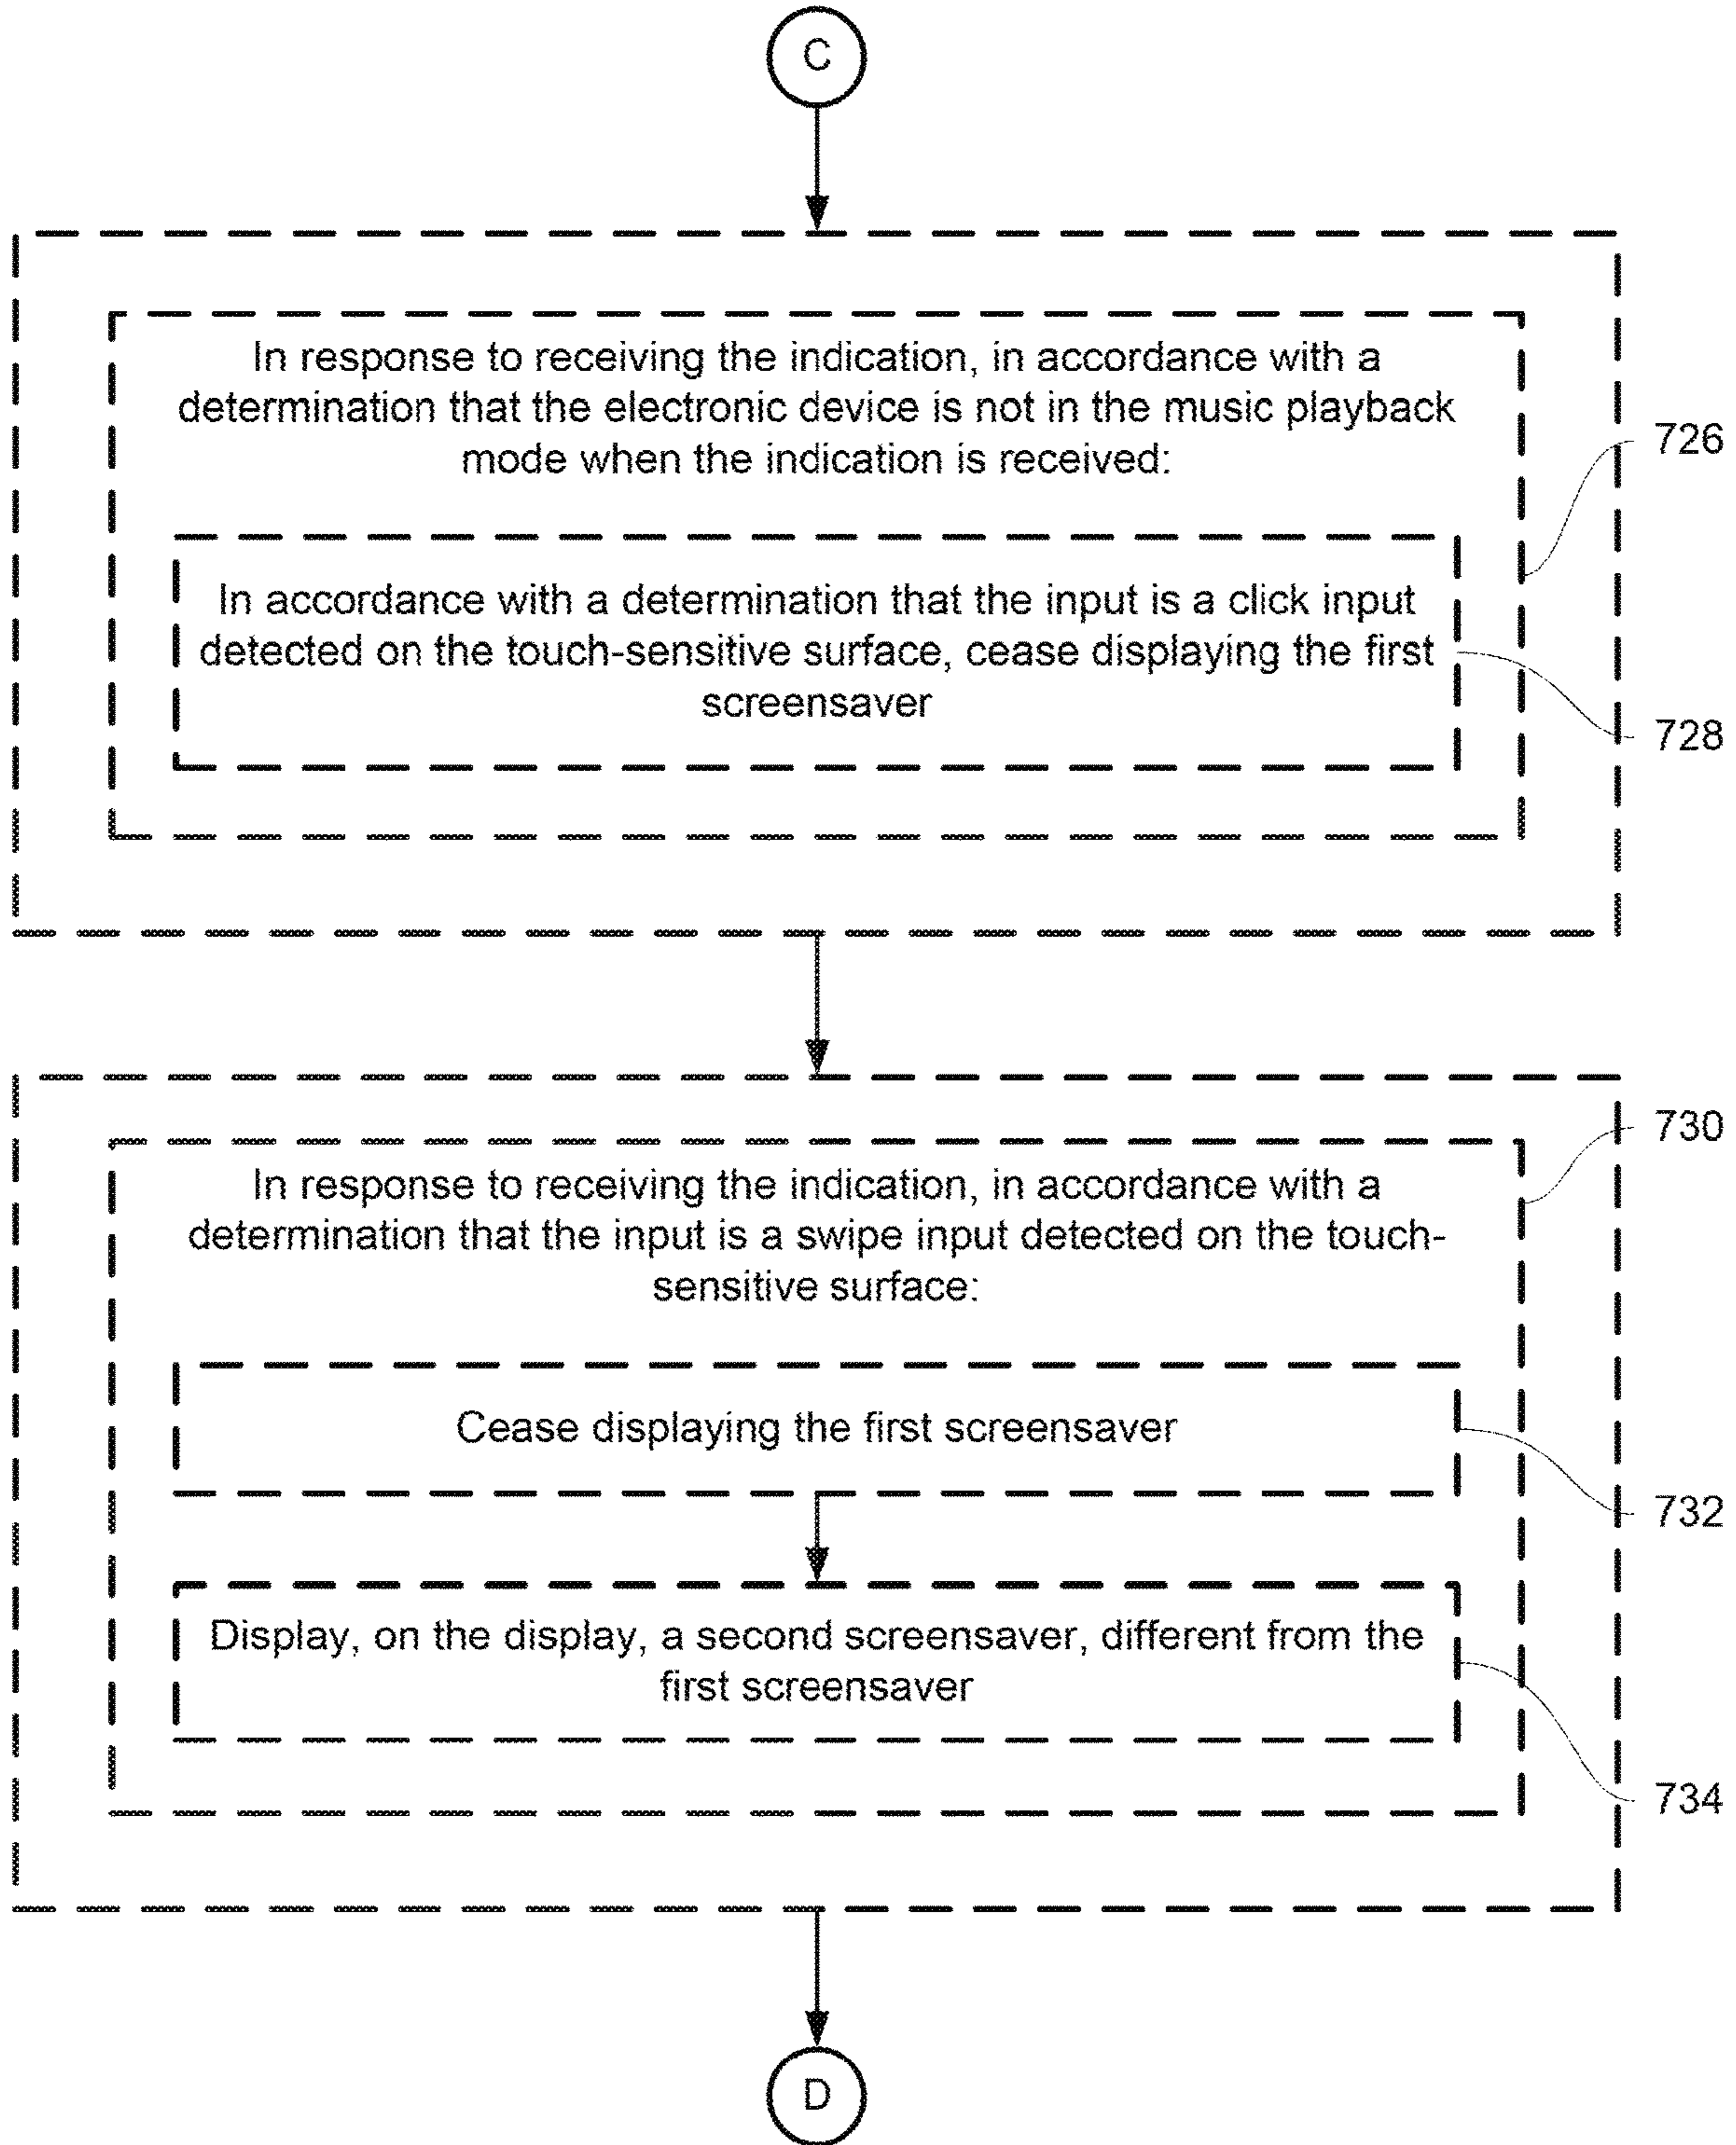 C
In response to receiving the indication, in accordance with a
determination that the electronic device is not in the music playback
mode when the indication is received:
726
In accordance with a determination that the input is a click input
detected on the touch-sensitive surface, cease displaying the first
screensaver
728
730
In response to receiving the indication, in accordance with a
determination that the input is a swipe input detected on the touch-
sensitive surface:
Cease displaying the first screensaver
732
Display, on the display, a second screensaver, different from the
first screensaver
734
D